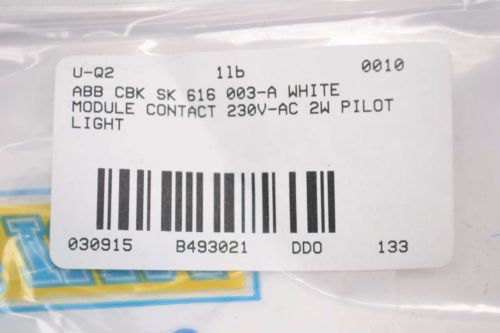 U-Q2 1lb 0010
ABB CBK SK 616 003-A WHITE
MODULE CONTACT 230V-AC 2W PILOT
LIGHT
030915 B493021 DDO 133